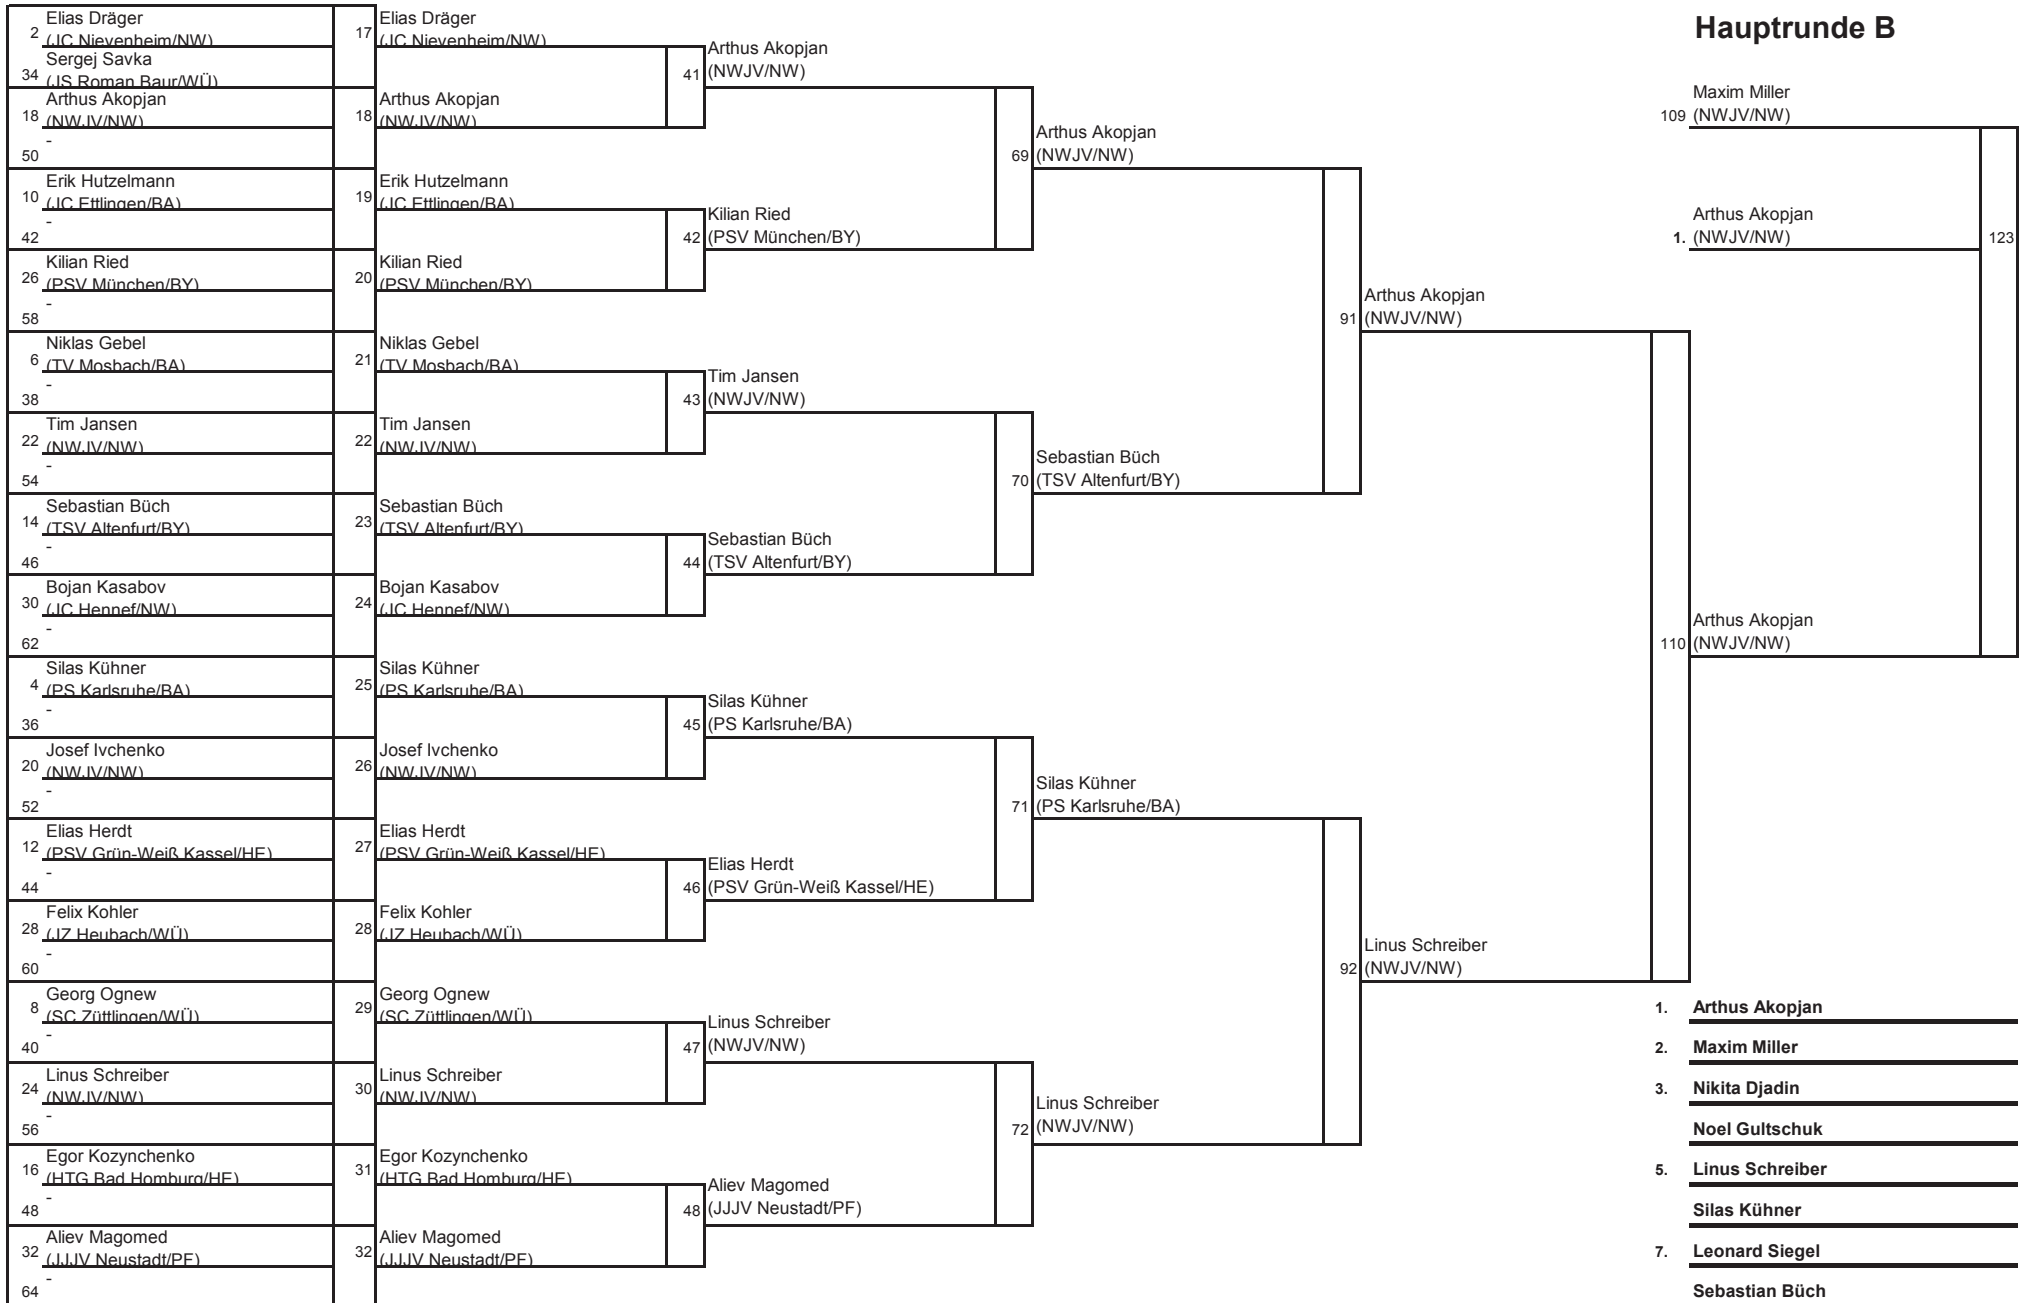 Hauptrunde B
2
Elias Dräger
(JC Nievenheim/NW)
34
Sergej Savka
(JS Roman Baur/WÜ)
18
Arthus Akopjan
(NWJV/NW)
50
-
10
Erik Hutzelmann
(JC Ettlingen/BA)
42
-
26
Kilian Ried
(PSV München/BY)
58
-
6
Niklas Gebel
(TV Mosbach/BA)
38
-
22
Tim Jansen
(NWJV/NW)
54
-
14
Sebastian Büch
(TSV Altenfurt/BY)
46
-
30
Bojan Kasabov
(JC Hennef/NW)
62
-
4
Silas Kühner
(PS Karlsruhe/BA)
36
-
20
Josef Ivchenko
(NWJV/NW)
52
-
12
Elias Herdt
(PSV Grün-Weiß Kassel/HE)
44
-
28
Felix Kohler
(JZ Heubach/WÜ)
60
-
8
Georg Ognew
(SC Züttlingen/WÜ)
40
-
24
Linus Schreiber
(NWJV/NW)
56
-
16
Egor Kozynchenko
(HTG Bad Homburg/HE)
48
-
32
Aliev Magomed
(JJJV Neustadt/PF)
64
-
17
Elias Dräger
(JC Nievenheim/NW)
18
Arthus Akopjan
(NWJV/NW)
19
Erik Hutzelmann
(JC Ettlingen/BA)
20
Kilian Ried
(PSV München/BY)
21
Niklas Gebel
(TV Mosbach/BA)
22
Tim Jansen
(NWJV/NW)
23
Sebastian Büch
(TSV Altenfurt/BY)
24
Bojan Kasabov
(JC Hennef/NW)
25
Silas Kühner
(PS Karlsruhe/BA)
26
Josef Ivchenko
(NWJV/NW)
27
Elias Herdt
(PSV Grün-Weiß Kassel/HE)
28
Felix Kohler
(JZ Heubach/WÜ)
29
Georg Ognew
(SC Züttlingen/WÜ)
30
Linus Schreiber
(NWJV/NW)
31
Egor Kozynchenko
(HTG Bad Homburg/HE)
32
Aliev Magomed
(JJJV Neustadt/PF)
41
Arthus Akopjan
(NWJV/NW)
42
Kilian Ried
(PSV München/BY)
43
Tim Jansen
(NWJV/NW)
44
Sebastian Büch
(TSV Altenfurt/BY)
45
Silas Kühner
(PS Karlsruhe/BA)
46
Elias Herdt
(PSV Grün-Weiß Kassel/HE)
47
Linus Schreiber
(NWJV/NW)
48
Aliev Magomed
(JJJV Neustadt/PF)
69
Arthus Akopjan
(NWJV/NW)
70
Sebastian Büch
(TSV Altenfurt/BY)
71
Silas Kühner
(PS Karlsruhe/BA)
72
Linus Schreiber
(NWJV/NW)
91
Arthus Akopjan
(NWJV/NW)
92
Linus Schreiber
(NWJV/NW)
109
Maxim Miller
(NWJV/NW)
1.
Arthus Akopjan
(NWJV/NW)
123
110
Arthus Akopjan
(NWJV/NW)
1. Arthus Akopjan
2. Maxim Miller
3. Nikita Djadin
Noel Gultschuk
5. Linus Schreiber
Silas Kühner
7. Leonard Siegel
Sebastian Büch